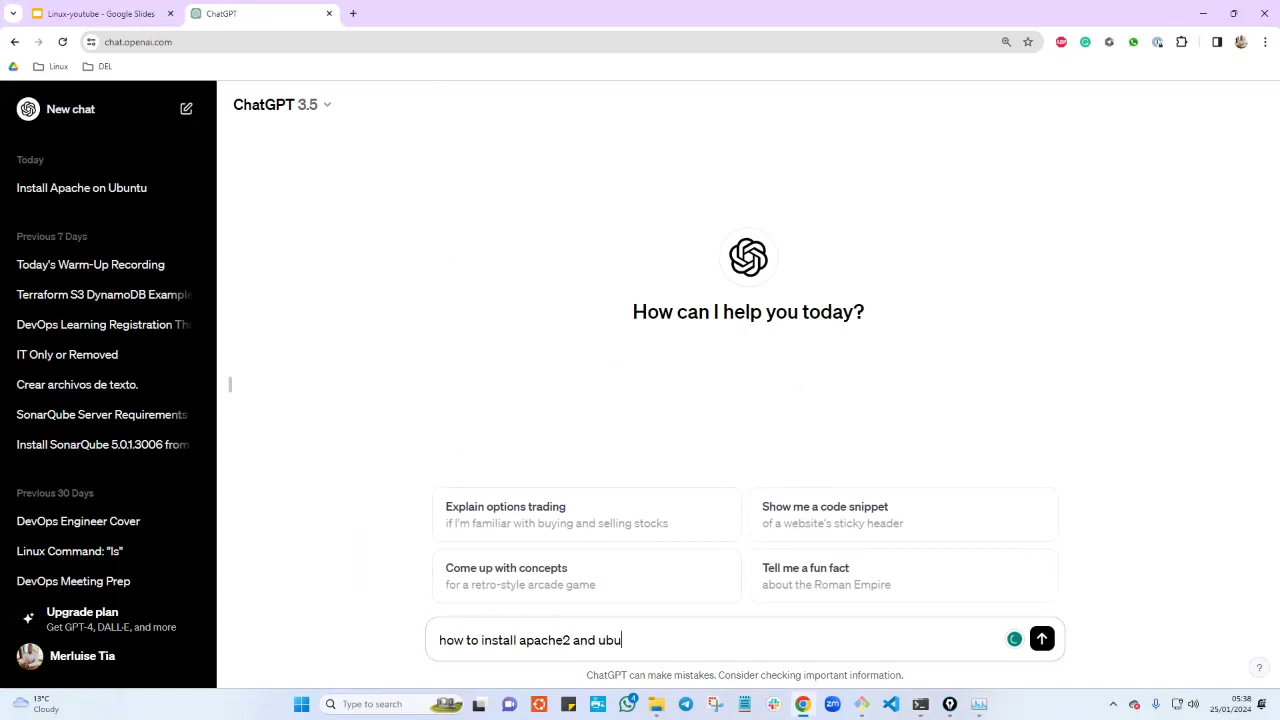 Linux-youtube - Google Slides
ChatGPT
chat.openai.com
Linux
DEL
New chat
Today
Install Apache on Ubuntu
Previous 7 Days
Today's Warm-Up Recording
Terraform S3 DynamoDB Example
DevOps Learning Registration Th
IT Only or Removed
Crear archivos de texto.
SonarQube Server Requirements
Install SonarQube 5.0.1.3006 from
Previous 30 Days
DevOps Engineer Cover
Linux Command: "ls"
DevOps Meeting Prep
Upgrade plan
Get GPT-4, DALL·E, and more
Merluise Tia
ChatGPT 3.5
How can I help you today?
Explain options trading
if I'm familiar with buying and selling stocks
Show me a code snippet
of a website's sticky header
Come up with concepts
for a retro-style arcade game
Tell me a fun fact
about the Roman Empire
how to install apache2 and ubu
ChatGPT can make mistakes. Consider checking important information.
?
13°C
Cloudy
Type to search
4
zm
05:38
25/01/2024